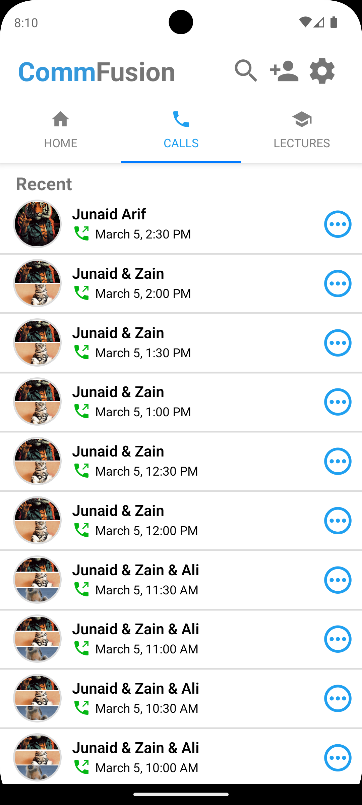 8:10
CommFusion
HOME
CALLS
LECTURES
Recent
Junaid Arif
March 5, 2:30 PM
Junaid & Zain
March 5, 2:00 PM
Junaid & Zain
March 5, 1:30 PM
Junaid & Zain
March 5, 1:00 PM
Junaid & Zain
March 5, 12:30 PM
Junaid & Zain
March 5, 12:00 PM
Junaid & Zain & Ali
March 5, 11:30 AM
Junaid & Zain & Ali
March 5, 11:00 AM
Junaid & Zain & Ali
March 5, 10:30 AM
Junaid & Zain & Ali
March 5, 10:00 AM